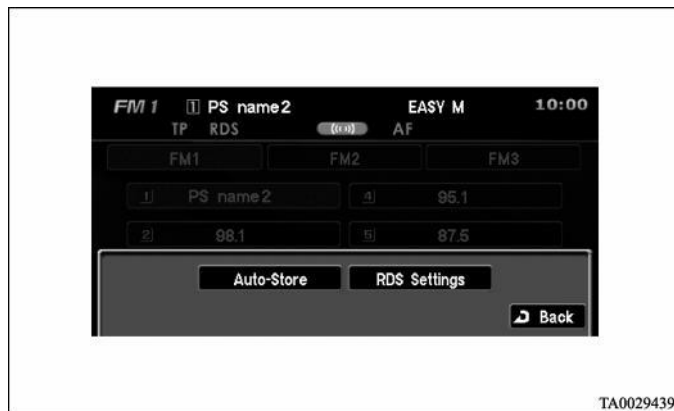 FM 1 1 PS name2 EASY M 10:00
TP RDS ((())) AF
FM1 FM2 FM3
1 PS name2 4 95.1
2 98.1 5 87.5
Auto-Store RDS Settings
Back
TA0029439